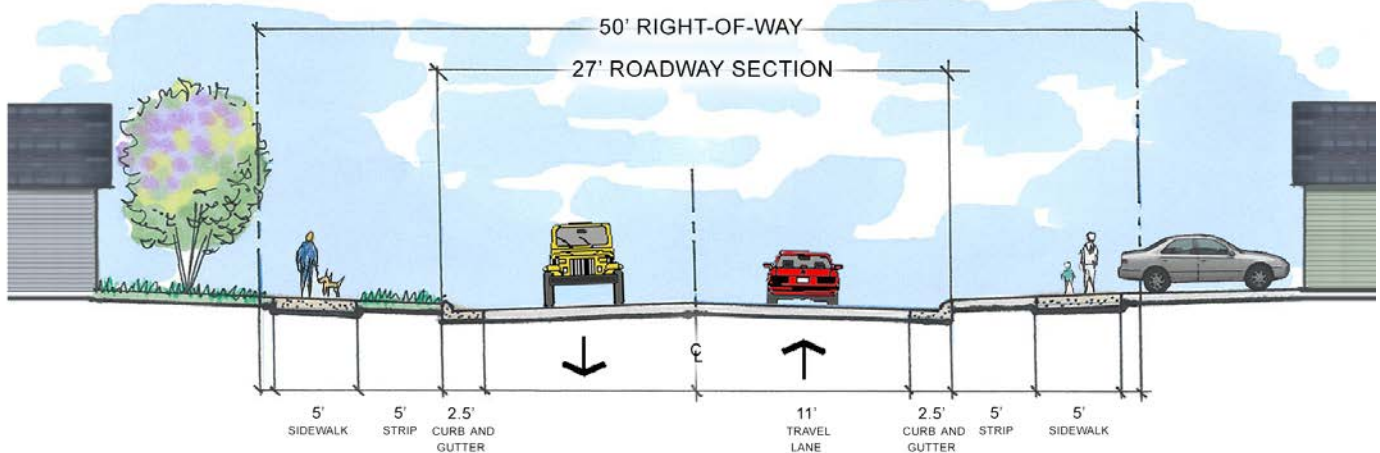 50' RIGHT-OF-WAY
27' ROADWAY SECTION
℄
5'
SIDEWALK
5'
STRIP
2.5'
CURB AND
GUTTER
11'
TRAVEL
LANE
2.5'
CURB AND
GUTTER
5'
STRIP
5'
SIDEWALK